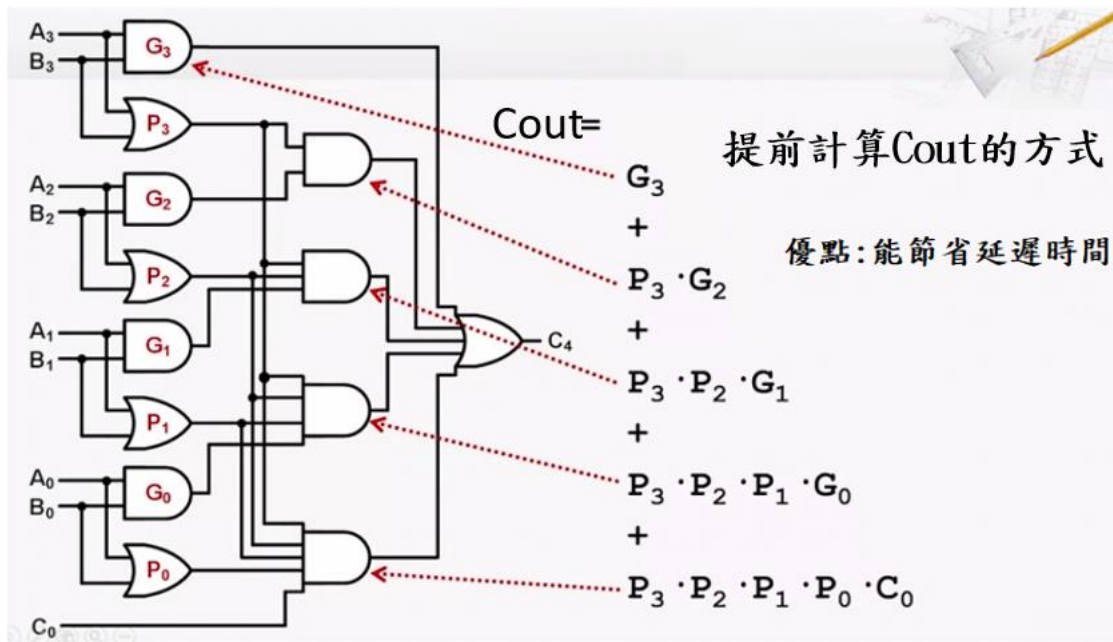 A₃
B₃
G₃
P₃
A₂
B₂
G₂
P₂
A₁
B₁
G₁
P₁
A₀
B₀
G₀
P₀
C₀
C₄
Cout=
G₃
+
P₃ ·G₂
+
P₃ ·P₂ ·G₁
+
P₃ ·P₂ ·P₁ ·G₀
+
P₃ ·P₂ ·P₁ ·P₀ ·C₀
提前計算Cout的方式
優點:能節省延遲時間